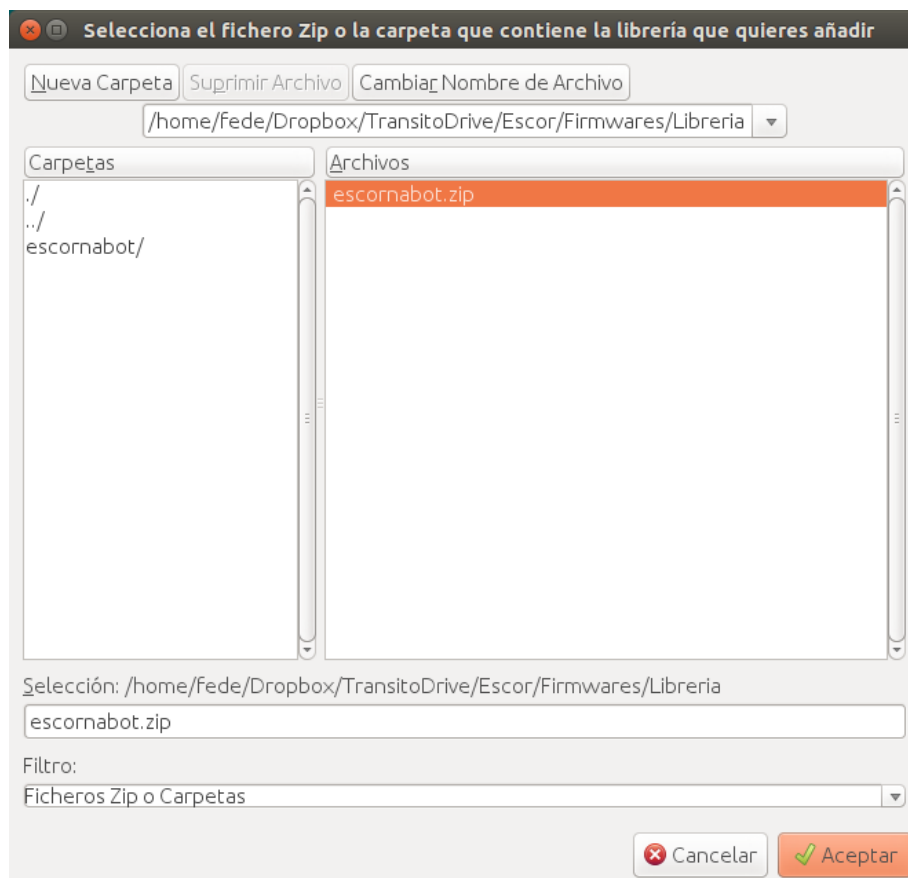 Selecciona el fichero Zip o la carpeta que contiene la librería que quieres añadir
Nueva Carpeta Suprimir Archivo Cambiar Nombre de Archivo
/home/fede/Dropbox/TransitoDrive/Escor/Firmwares/Libreria
Carpetas Archivos
./ escornabot.zip
../
escornabot/
Selección: /home/fede/Dropbox/TransitoDrive/Escor/Firmwares/Libreria
escornabot.zip
Filtro:
Ficheros Zip o Carpetas
Cancelar Aceptar